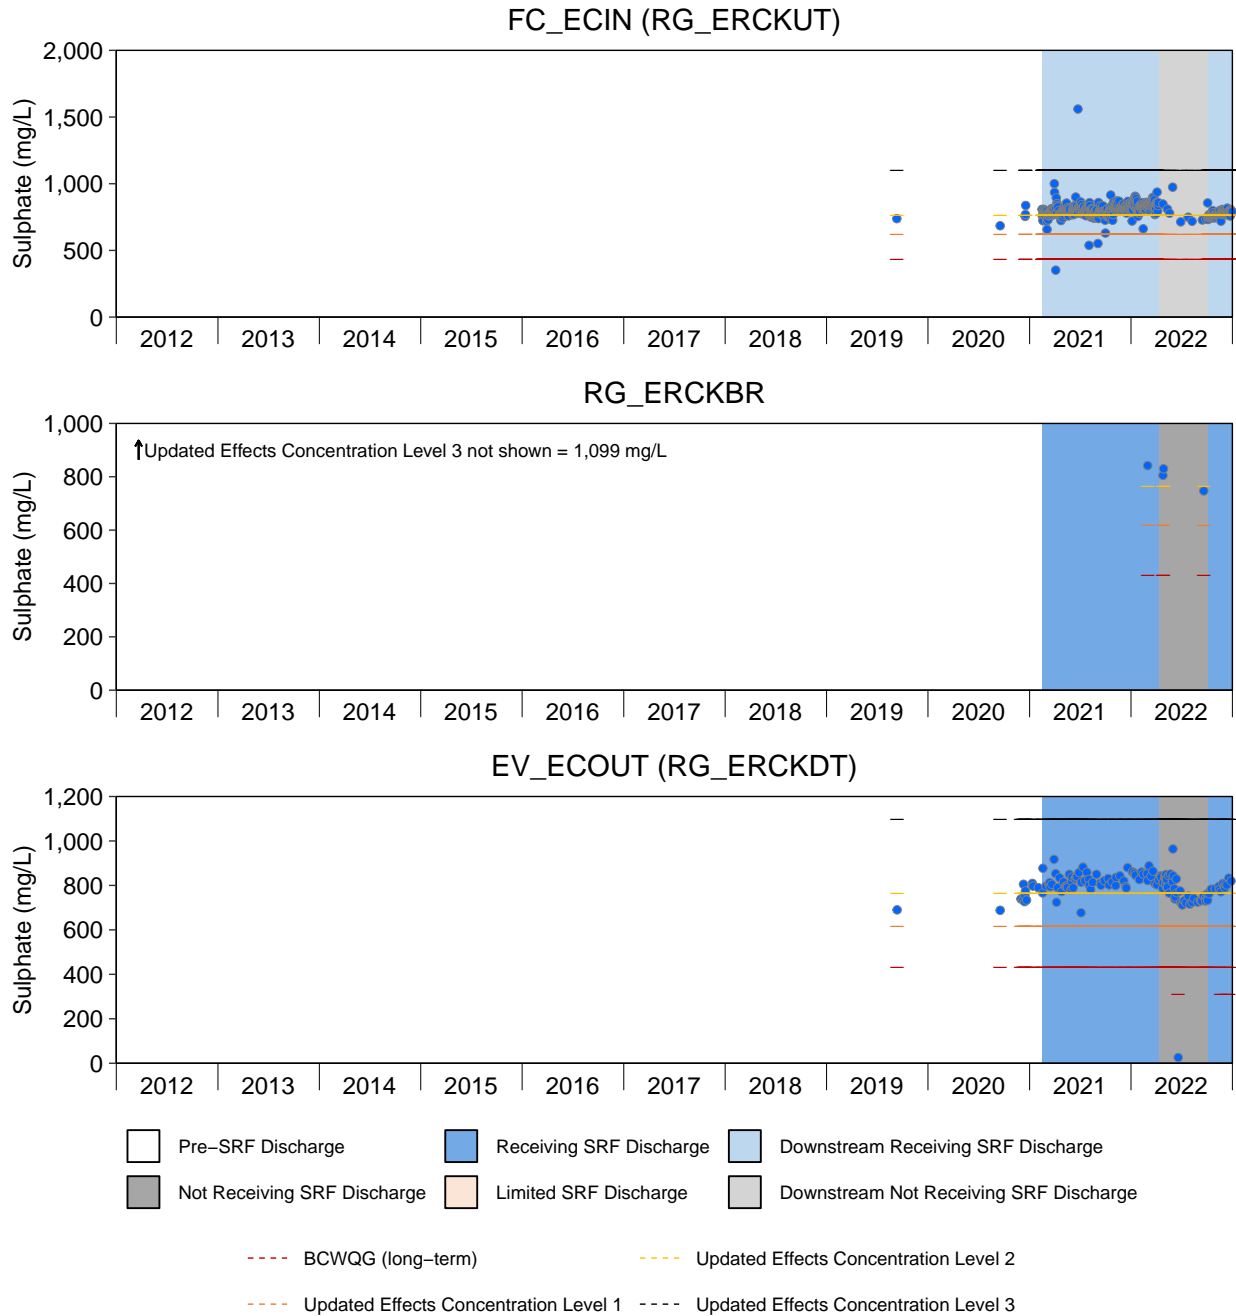 FC_ECIN (RG_ERCKUT)
Sulphate (mg/L)
2,000
1,500
1,000
500
0
2012 2013 2014 2015 2016 2017 2018 2019 2020 2021 2022
RG_ERCKBR
Sulphate (mg/L)
1,000
800
600
400
200
0
Updated Effects Concentration Level 3 not shown = 1,099 mg/L
2012 2013 2014 2015 2016 2017 2018 2019 2020 2021 2022
EV_ECOUT (RG_ERCKDT)
Sulphate (mg/L)
1,200
1,000
800
600
400
200
0
2012 2013 2014 2015 2016 2017 2018 2019 2020 2021 2022
Pre−SRF Discharge Receiving SRF Discharge Downstream Receiving SRF Discharge
Not Receiving SRF Discharge Limited SRF Discharge Downstream Not Receiving SRF Discharge
BCWQG (long−term) Updated Effects Concentration Level 2
Updated Effects Concentration Level 1 Updated Effects Concentration Level 3